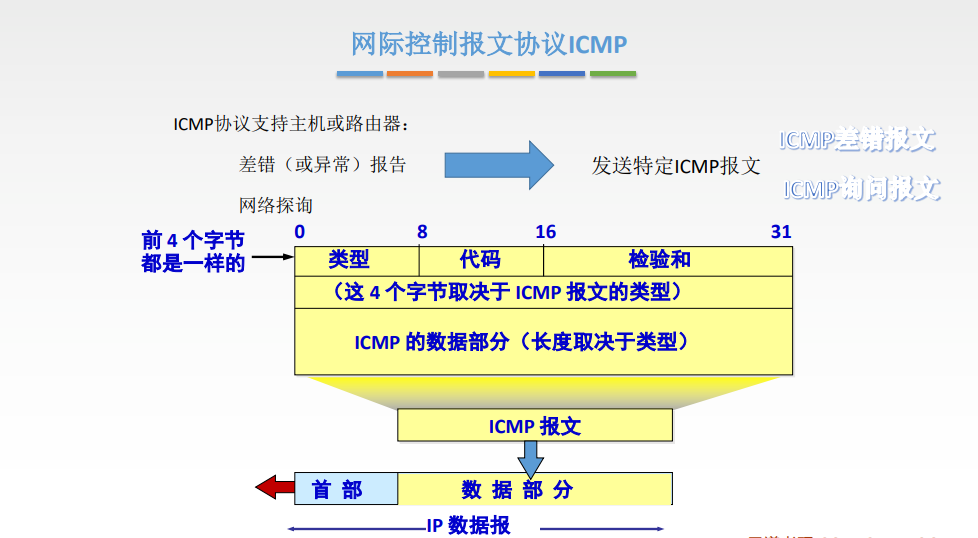 网际控制报文协议ICMP
ICMP协议支持主机或路由器：
差错（或异常）报告
网络探询
发送特定ICMP报文
ICMP差错报文
ICMP询问报文
前 4 个字节
都是一样的
0 8 16 31
类型 代码 检验和
（这 4 个字节取决于 ICMP 报文的类型）
ICMP 的数据部分（长度取决于类型）
ICMP 报文
首 部 数 据 部 分
IP 数据报